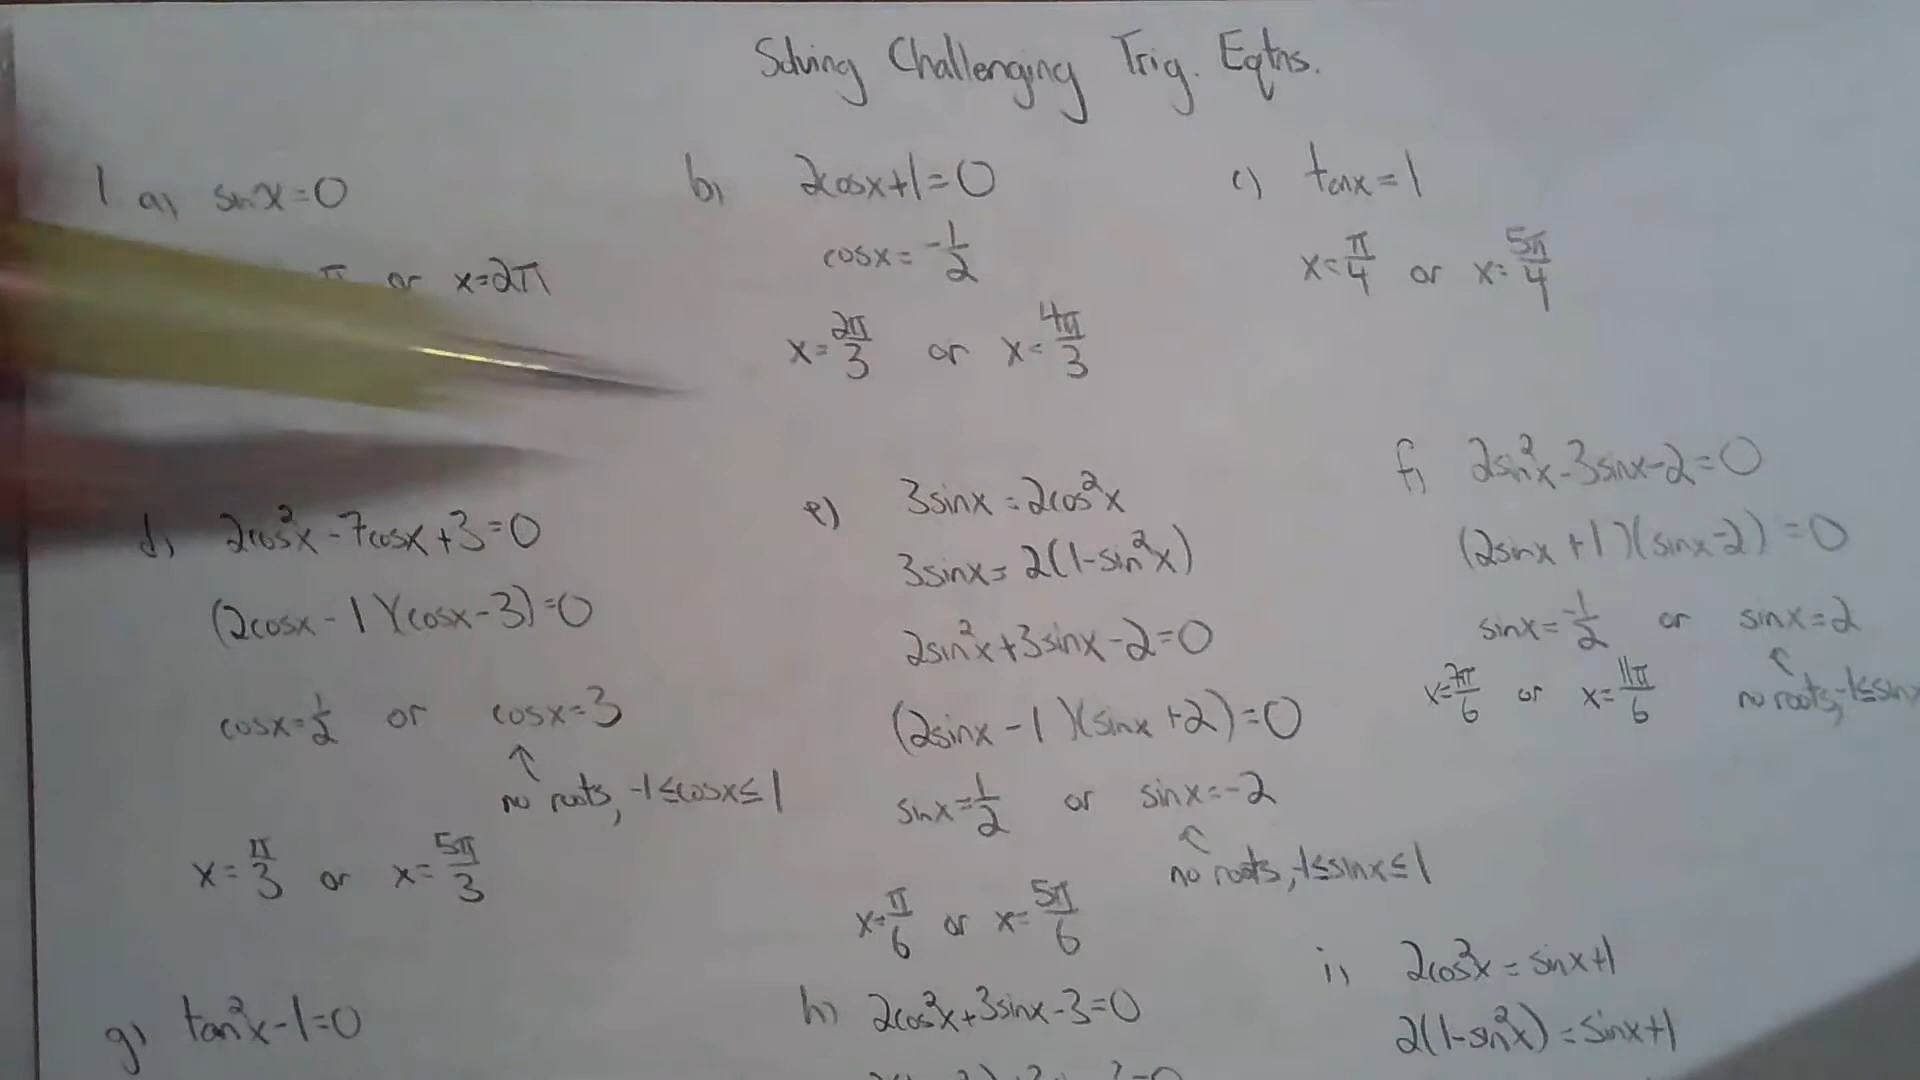 Solving Challenging Trig. Eqtns.
1. a) sinx=0
π or x=2π
b) 2cosx+1=0
cosx=-1/2
x=2π/3 or x=4π/3
c) tanx=1
x=π/4 or x=5π/4
d) 2cos²x-7cosx+3=0
(2cosx-1)(cosx-3)=0
cosx=1/2 or cosx=3
↑
no roots, -1≤cosx≤1
x=π/3 or x=5π/3
e) 3sinx=2cos²x
3sinx=2(1-sin²x)
2sin²x+3sinx-2=0
(2sinx-1)(sinx+2)=0
sinx=1/2 or sinx=-2
↑
no roots, -1≤sinx≤1
x=π/6 or x=5π/6
f) 2sin²x-3sinx-2=0
(2sinx+1)(sinx-2)=0
sinx=-1/2 or sinx=2
↑
x=7π/6 or x=11π/6 no roots, -1≤sinx
g) tan²x-1=0
h) 2cos²x+3sinx-3=0
i) 2cos²x=sinx+1
2(1-sin²x)=sinx+1